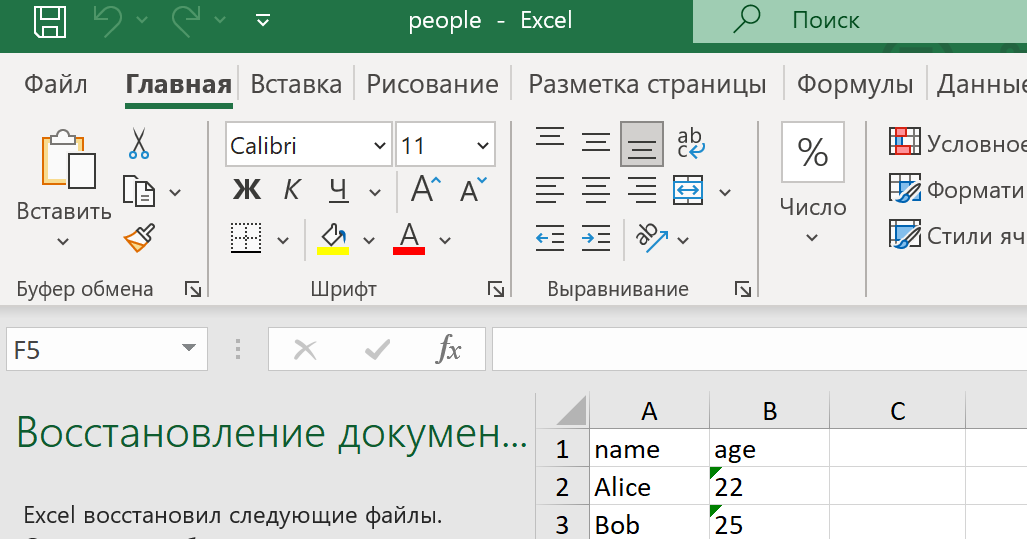 people - Excel
Поиск
Файл Главная Вставка Рисование Разметка страницы Формулы Данные
Вставить
Calibri 11
Ж К Ч А А
ab
c
%
Число
Условное
Формати
Стили яч
Буфер обмена Шрифт Выравнивание
F5 fx
Восстановление докумен...
Excel восстановил следующие файлы.
A B C
1 name age
2 Alice 22
3 Bob 25